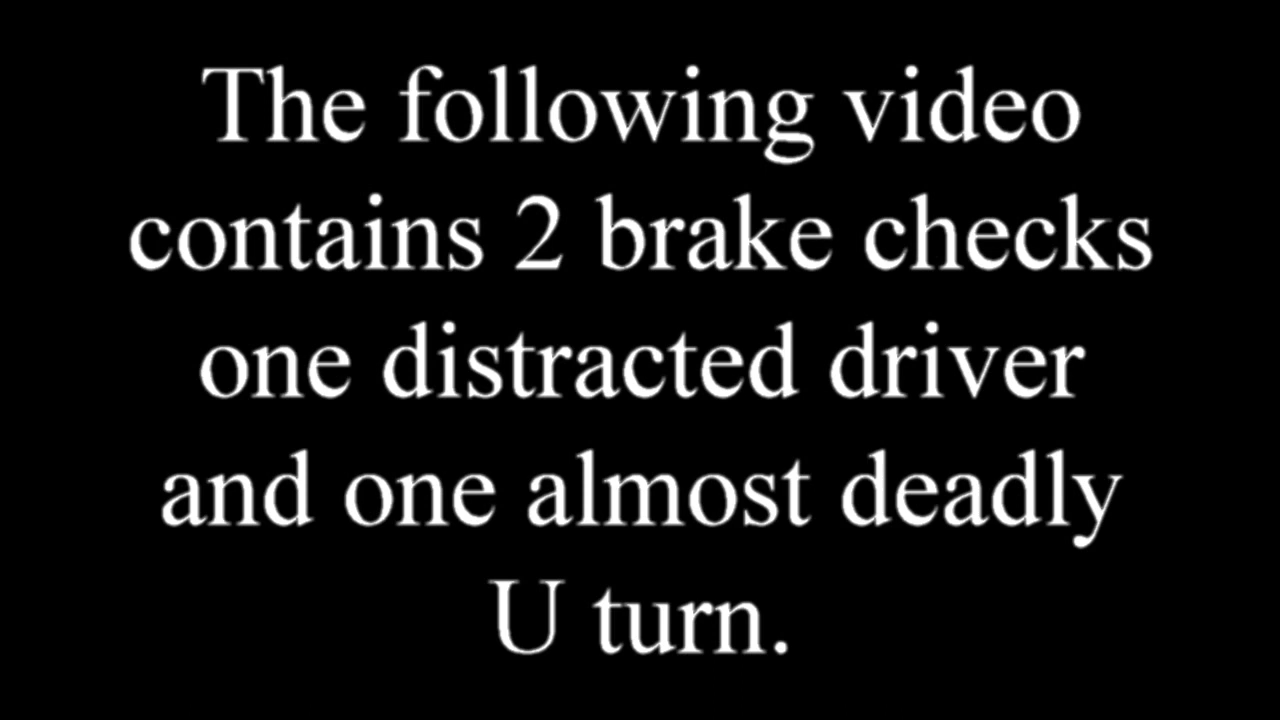 The following video
contains 2 brake checks
one distracted driver
and one almost deadly
U turn.